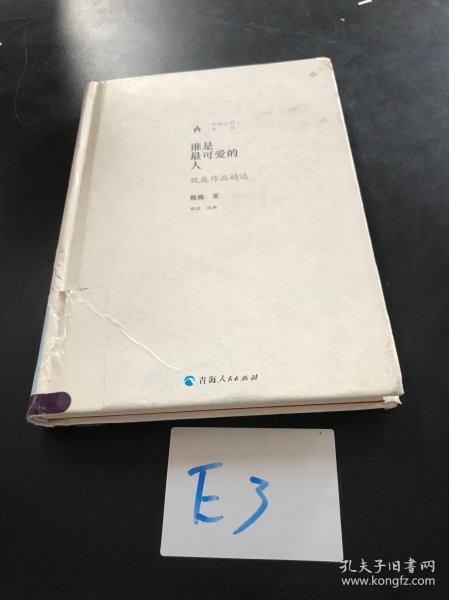 谁是
最可爱的
人
魏巍作品精选
魏巍 著
青海人民出版社
E3
孔夫子旧书网
www.kongfz.com